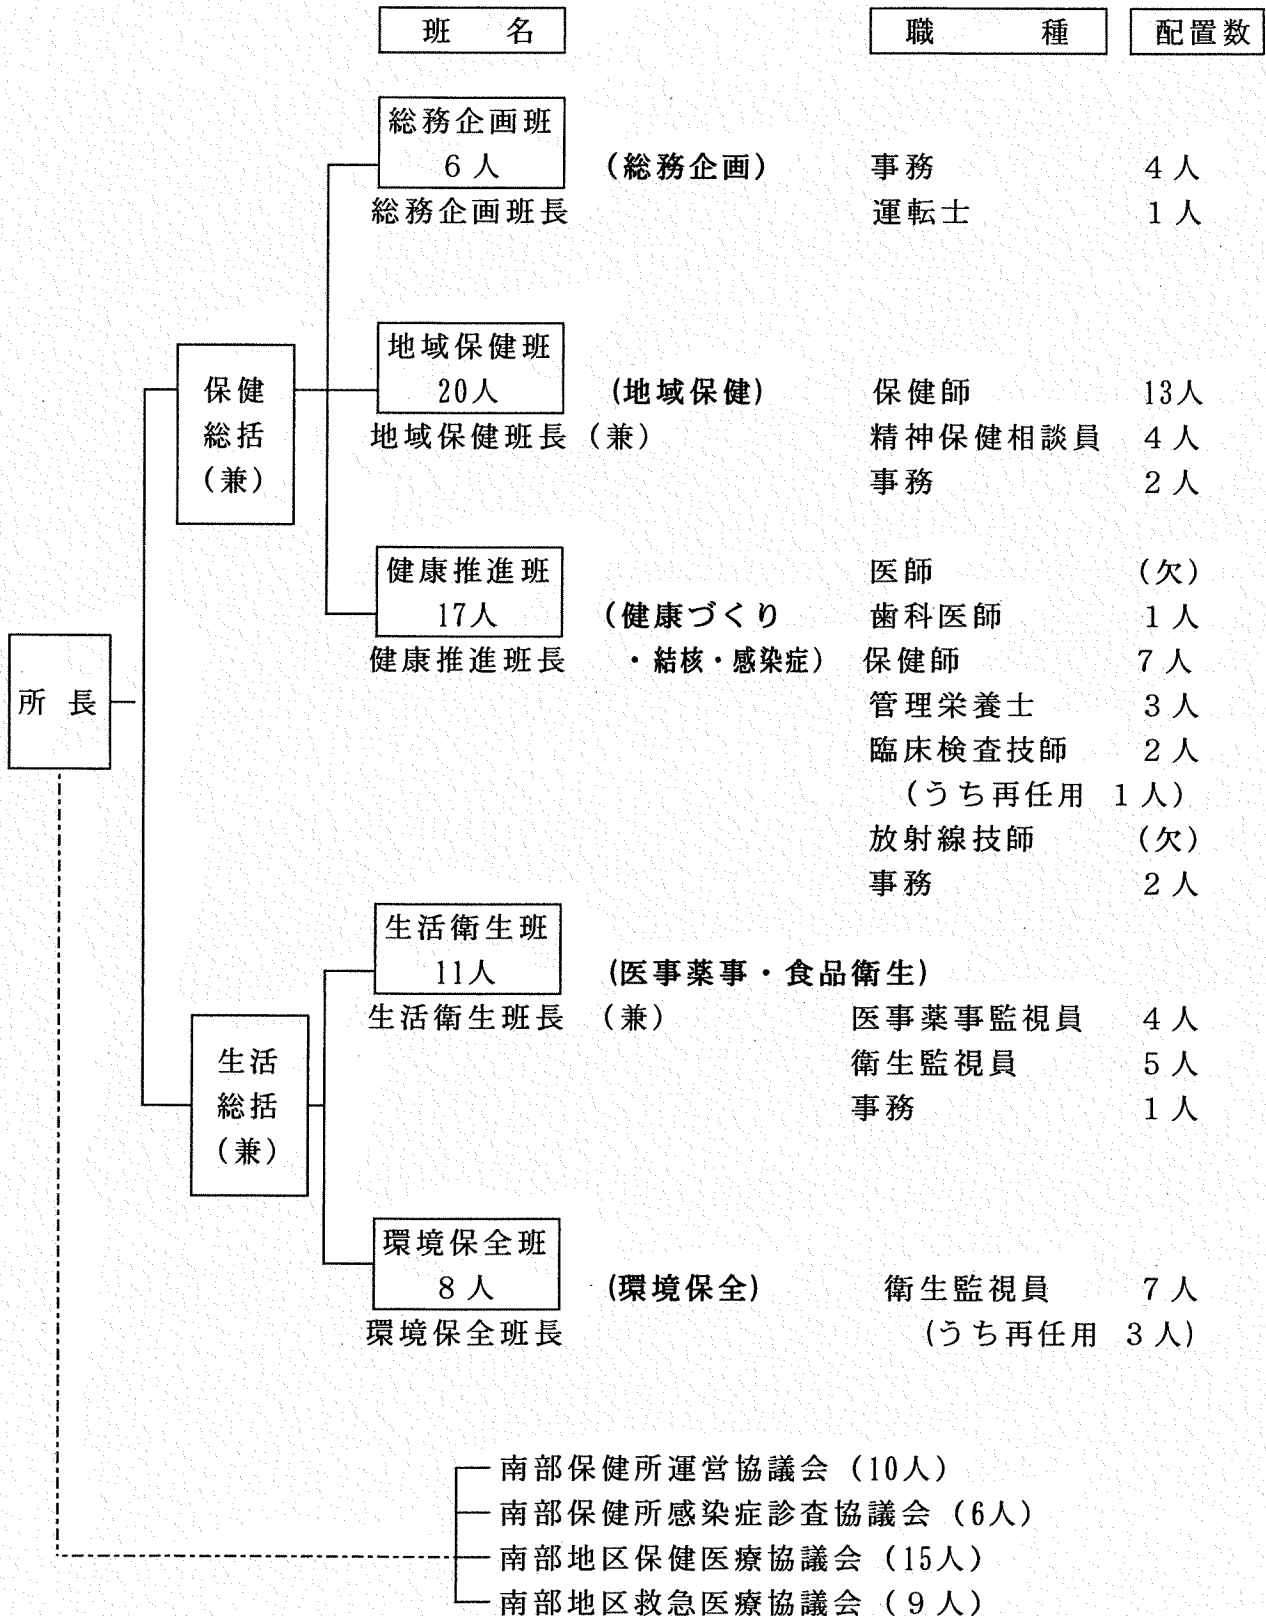 班　名　職　種　配置数
総務企画班
6人　(総務企画)　事務　4人
総務企画班長　運転士　1人
地域保健班
保健　20人　(地域保健)　保健師　13人
総括　地域保健班長（兼）　精神保健相談員　4人
（兼）　事務　2人
健康推進班　医師　(欠)
17人　(健康づくり　歯科医師　1人
健康推進班長　・結核・感染症)　保健師　7人
所長　管理栄養士　3人
臨床検査技師　2人
(うち再任用　1人)
放射線技師　(欠)
事務　2人
生活衛生班
11人　(医事薬事・食品衛生)
生活衛生班長　（兼）　医事薬事監視員　4人
生活　衛生監視員　5人
総括　事務　1人
（兼）
環境保全班
8人　(環境保全)　衛生監視員　7人
環境保全班長　(うち再任用　3人)
南部保健所運営協議会（10人）
南部保健所感染症診査協議会（6人）
南部地区保健医療協議会（15人）
南部地区救急医療協議会（9人）